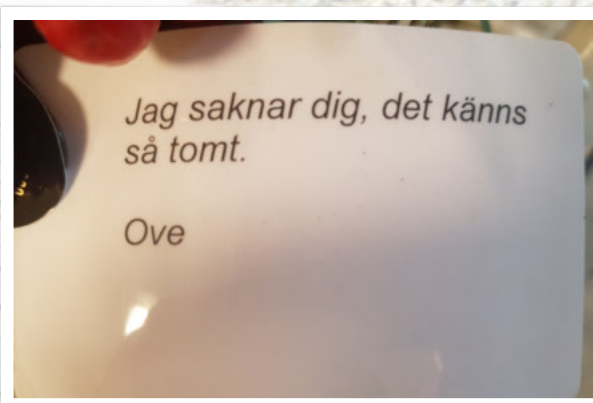 Jag saknar dig, det känns
så tomt.
Ove